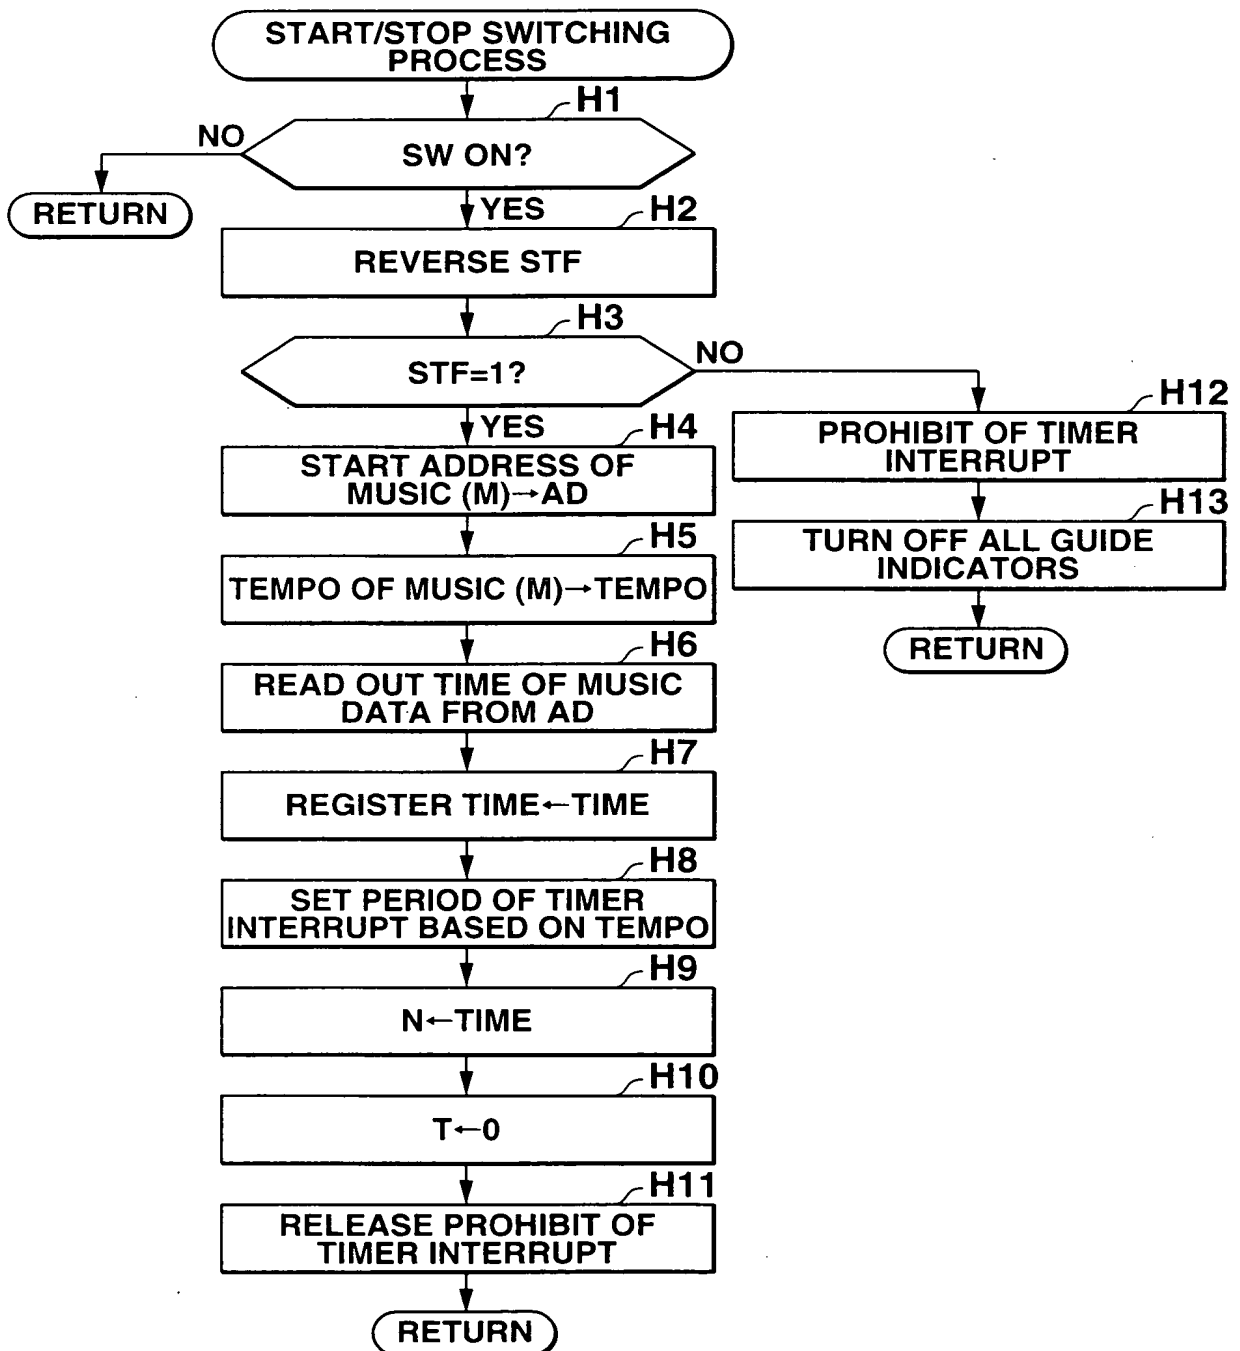 START/STOP SWITCHING
PROCESS
H1
SW ON?
NO
RETURN
YES
H2
REVERSE STF
H3
STF=1?
NO
YES
H4
START ADDRESS OF
MUSIC (M)→AD
H5
TEMPO OF MUSIC (M)→TEMPO
H6
READ OUT TIME OF MUSIC
DATA FROM AD
H7
REGISTER TIME←TIME
H8
SET PERIOD OF TIMER
INTERRUPT BASED ON TEMPO
H9
N←TIME
H10
T←0
H11
RELEASE PROHIBIT OF
TIMER INTERRUPT
RETURN
H12
PROHIBIT OF TIMER
INTERRUPT
H13
TURN OFF ALL GUIDE
INDICATORS
RETURN